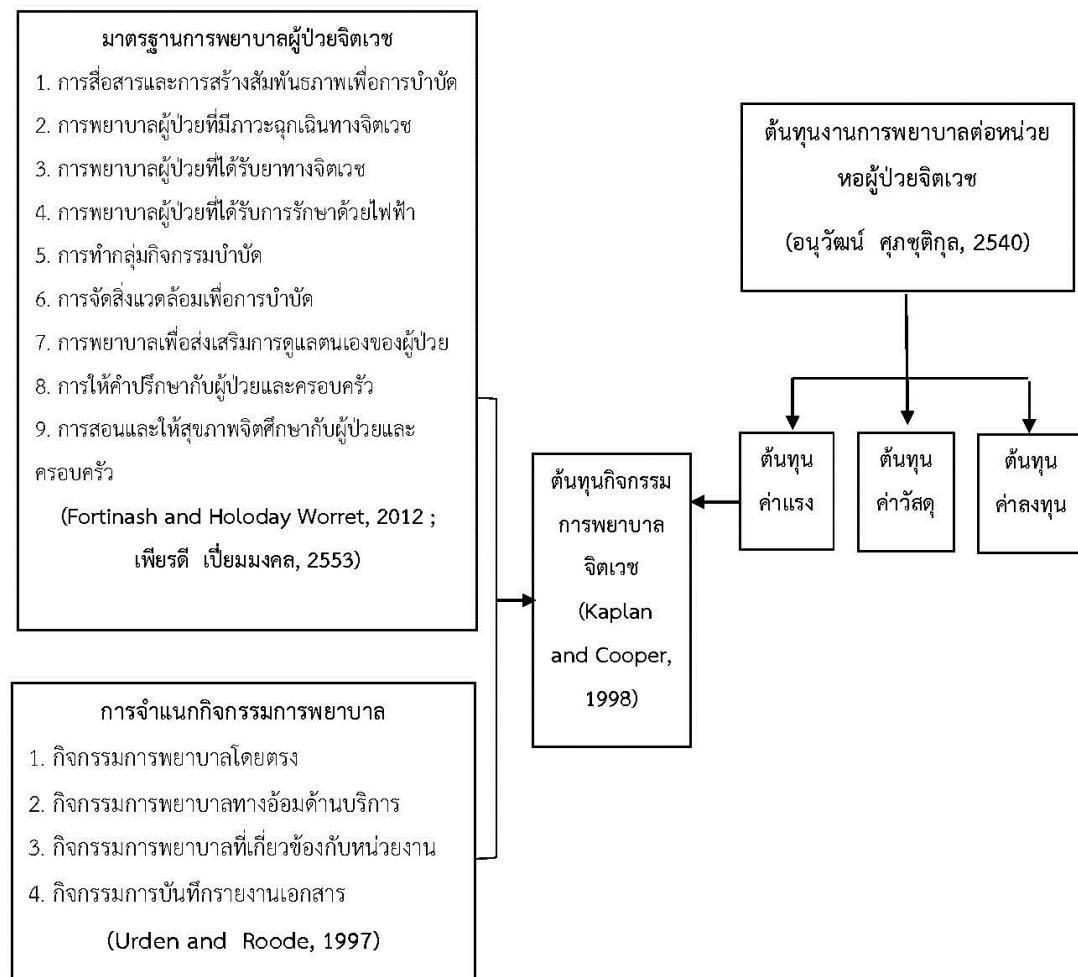 มาตรฐานการพยาบาลผู้ป่วยจิตเวช
1. การสื่อสารและการสร้างสัมพันธภาพเพื่อการบำบัด
2. การพยาบาลผู้ป่วยที่มีภาวะฉุกเฉินทางจิตเวช
3. การพยาบาลผู้ป่วยที่ได้รับยาทางจิตเวช
4. การพยาบาลผู้ป่วยที่ได้รับการรักษาด้วยไฟฟ้า
5. การทำกลุ่มกิจกรรมบำบัด
6. การจัดสิ่งแวดล้อมเพื่อการบำบัด
7. การพยาบาลเพื่อส่งเสริมการดูแลตนเองของผู้ป่วย
8. การให้คำปรึกษากับผู้ป่วยและครอบครัว
9. การสอนและให้สุขภาพจิตศึกษากับผู้ป่วยและ
ครอบครัว
(Fortinash and Holoday Worret, 2012 ;
เพียรดี เปี่ยมมงคล, 2553)
การจำแนกกิจกรรมการพยาบาล
1. กิจกรรมการพยาบาลโดยตรง
2. กิจกรรมการพยาบาลทางอ้อมด้านบริการ
3. กิจกรรมการพยาบาลที่เกี่ยวข้องกับหน่วยงาน
4. กิจกรรมการบันทึกรายงานเอกสาร
(Urden and Roode, 1997)
ต้นทุนกิจกรรม
การพยาบาล
จิตเวช
(Kaplan
and Cooper,
1998)
ต้นทุนงานการพยาบาลต่อหน่วย
หอผู้ป่วยจิตเวช
(อนุวัฒน์ ศุภชุติกุล, 2540)
ต้นทุน
ค่าแรง
ต้นทุน
ค่าวัสดุ
ต้นทุน
ค่าลงทุน